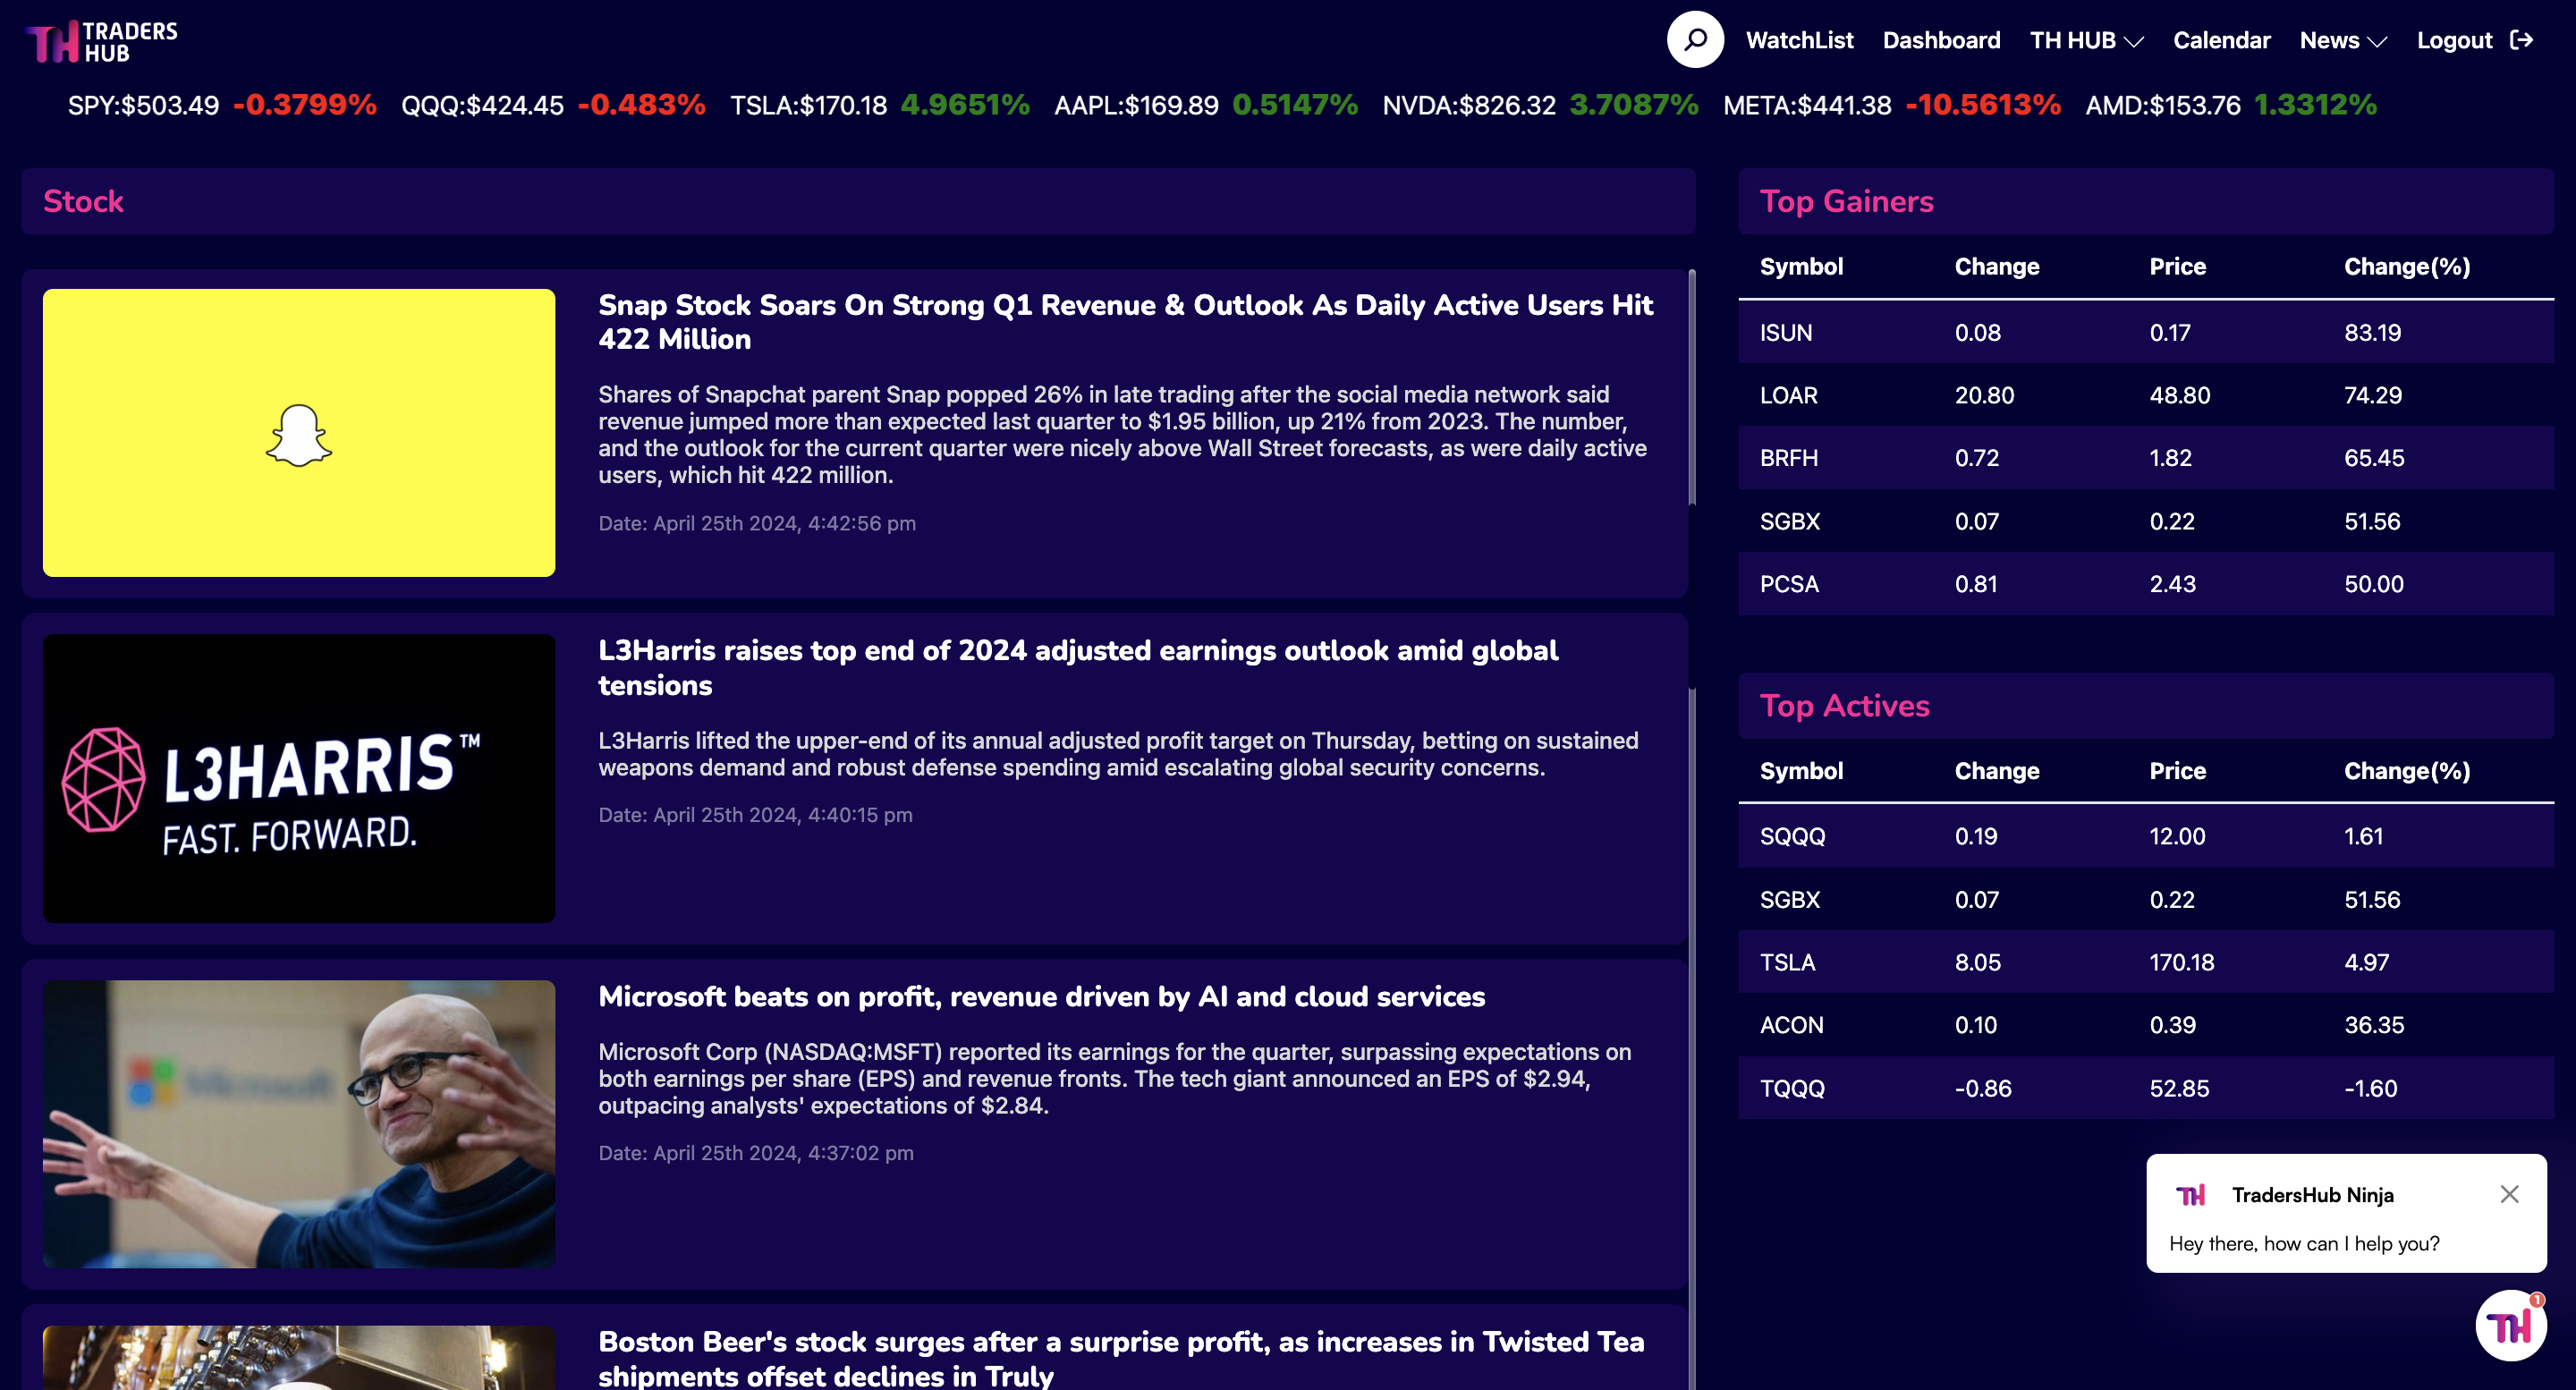 TRADERS
HUB
WatchList Dashboard TH HUB Calendar News Logout
SPY:$503.49 -0.3799% QQQ:$424.45 -0.483% TSLA:$170.18 4.9651% AAPL:$169.89 0.5147% NVDA:$826.32 3.7087% META:$441.38 -10.5613% AMD:$153.76 1.3312%
Stock
Snap Stock Soars On Strong Q1 Revenue & Outlook As Daily Active Users Hit
422 Million
Shares of Snapchat parent Snap popped 26% in late trading after the social media network said
revenue jumped more than expected last quarter to $1.95 billion, up 21% from 2023. The number,
and the outlook for the current quarter were nicely above Wall Street forecasts, as were daily active
users, which hit 422 million.
Date: April 25th 2024, 4:42:56 pm
L3HARRIS™
FAST. FORWARD.
L3Harris raises top end of 2024 adjusted earnings outlook amid global
tensions
L3Harris lifted the upper-end of its annual adjusted profit target on Thursday, betting on sustained
weapons demand and robust defense spending amid escalating global security concerns.
Date: April 25th 2024, 4:40:15 pm
Microsoft
Microsoft beats on profit, revenue driven by AI and cloud services
Microsoft Corp (NASDAQ:MSFT) reported its earnings for the quarter, surpassing expectations on
both earnings per share (EPS) and revenue fronts. The tech giant announced an EPS of $2.94,
outpacing analysts' expectations of $2.84.
Date: April 25th 2024, 4:37:02 pm
Boston Beer's stock surges after a surprise profit, as increases in Twisted Tea
shipments offset declines in Truly
Top Gainers
Symbol Change Price Change(%)
ISUN 0.08 0.17 83.19
LOAR 20.80 48.80 74.29
BRFH 0.72 1.82 65.45
SGBX 0.07 0.22 51.56
PCSA 0.81 2.43 50.00
Top Actives
Symbol Change Price Change(%)
SQQQ 0.19 12.00 1.61
SGBX 0.07 0.22 51.56
TSLA 8.05 170.18 4.97
ACON 0.10 0.39 36.35
TQQQ -0.86 52.85 -1.60
TH TradersHub Ninja
Hey there, how can I help you?
TH 1